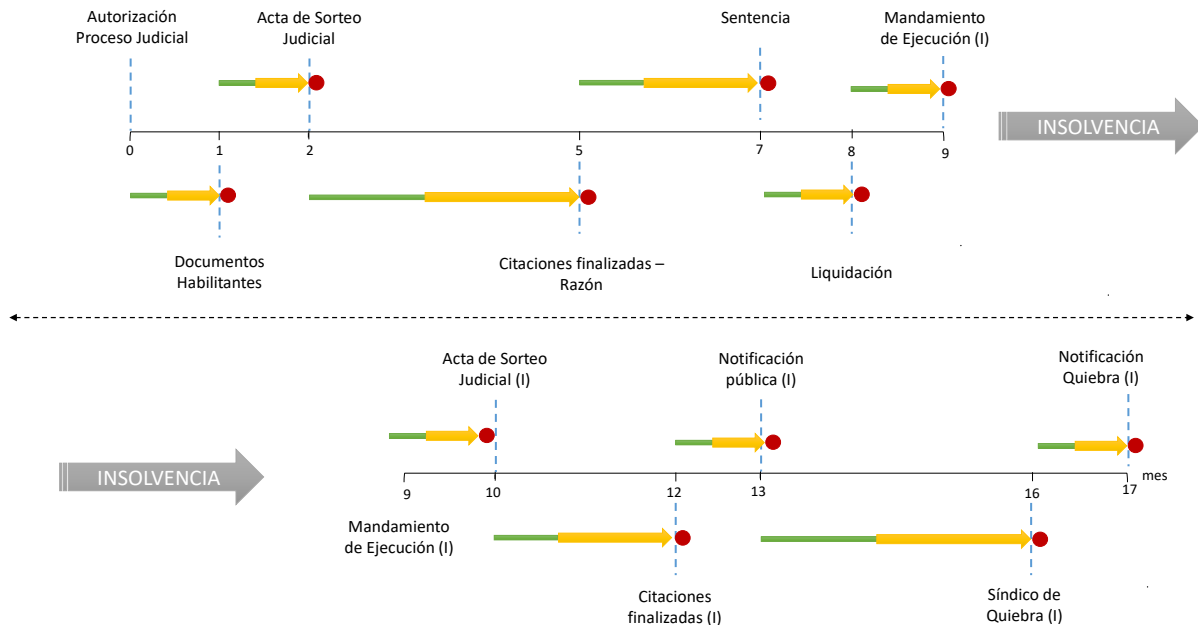 Autorización
Proceso Judicial
Acta de Sorteo
Judicial
Sentencia
Mandamiento
de Ejecución (I)
INSOLVENCIA
0
1
2
5
7
8
9
Documentos
Habilitantes
Citaciones finalizadas –
Razón
Liquidación
Acta de Sorteo
Judicial (I)
Notificación
pública (I)
Notificación
Quiebra (I)
INSOLVENCIA
9
10
12
13
16
17
mes
Mandamiento
de Ejecución (I)
Citaciones
finalizadas (I)
Síndico de
Quiebra (I)